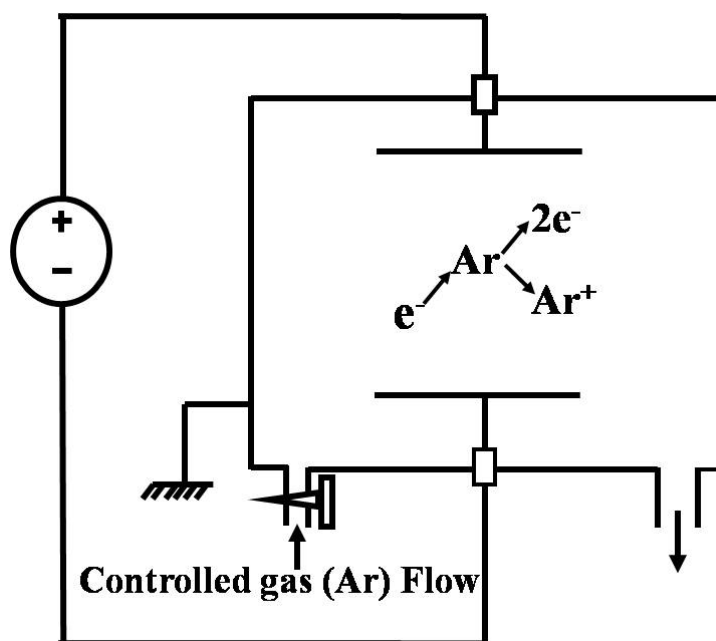 +
−
2e⁻
Ar
Ar⁺
e⁻
Controlled gas (Ar) Flow